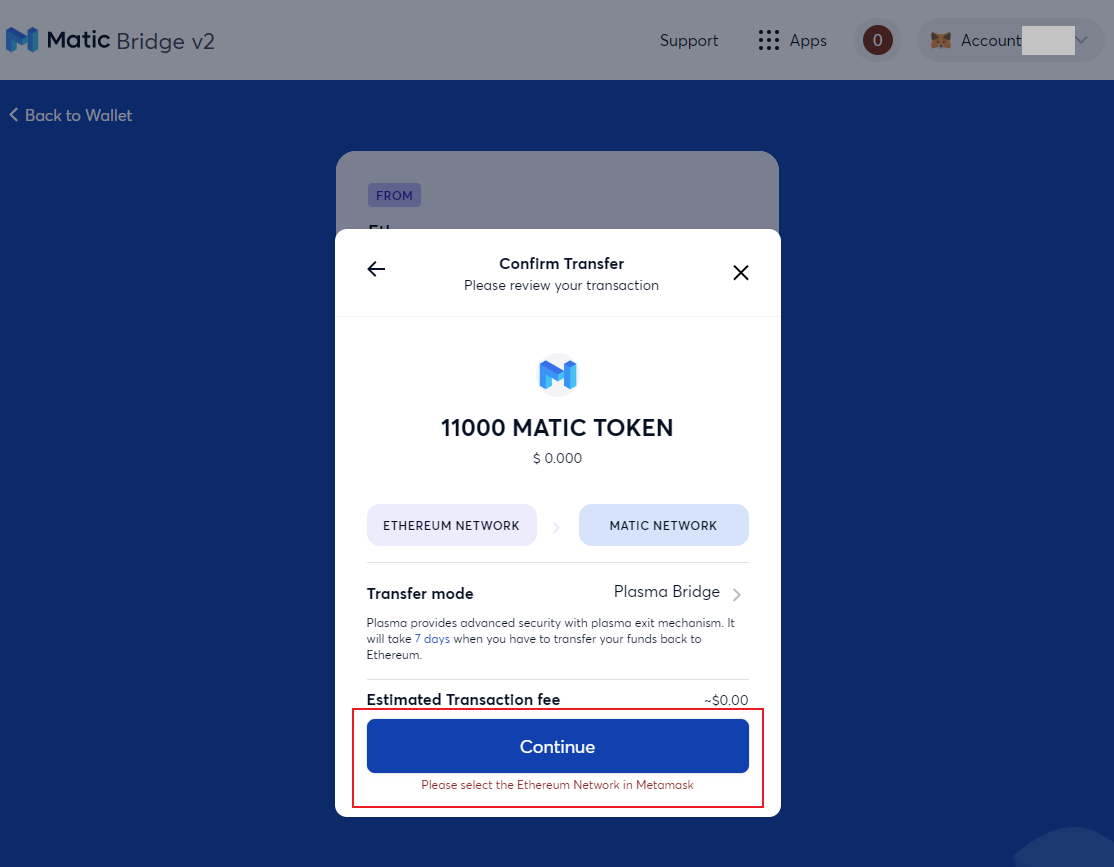 Matic Bridge v2
Support
Apps
0
Account
Back to Wallet
FROM
Confirm Transfer
Please review your transaction
11000 MATIC TOKEN
$ 0.000
ETHEREUM NETWORK
MATIC NETWORK
Transfer mode
Plasma Bridge
Plasma provides advanced security with plasma exit mechanism. It
will take 7 days when you have to transfer your funds back to
Ethereum.
Estimated Transaction fee
~$0.00
Continue
Please select the Ethereum Network in Metamask